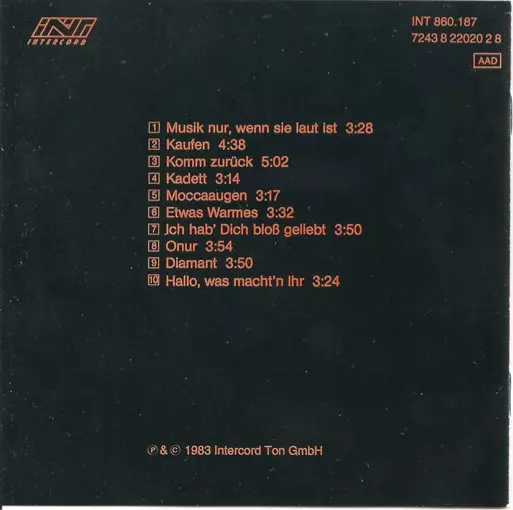 INT
INTERCORD
INT 860.187
7243 8 22020 2 8
AAD
1 Musik nur, wenn sie laut ist 3:28
2 Kaufen 4:38
3 Komm zurück 5:02
4 Kadett 3:14
5 Moccaaugen 3:17
6 Etwas Warmes 3:32
7 Ich hab' Dich bloß geliebt 3:50
8 Onur 3:54
9 Diamant 3:50
10 Hallo, was macht'n Ihr 3:24
℗ & © 1983 Intercord Ton GmbH